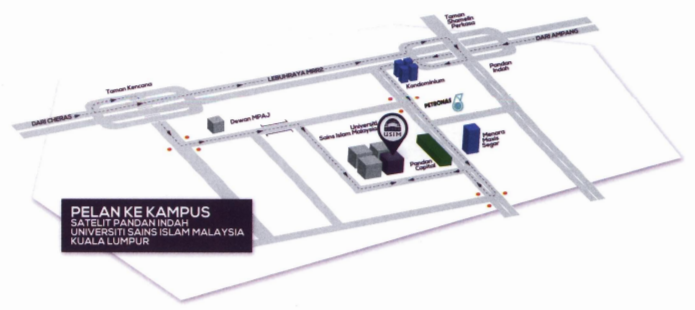 Taman Shamelin Perkasa
DARI AMPANG
LEBUHRAYA MRR2
Pandan Indah
Taman Kencana
Kondominium
PETRONAS
DARI CHERAS
Dewan MPAJ
Universiti
Sains Islam Malaysia
USIM
Menara
Maxis
Segar
Pandan
Capital
PELAN KE KAMPUS
SATELIT PANDAN INDAH
UNIVERSITI SAINS ISLAM MALAYSIA
KUALA LUMPUR